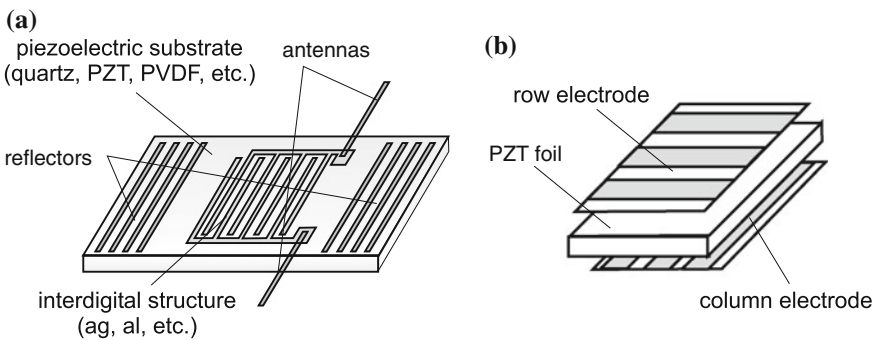 (a)
piezoelectric substrate
(quartz, PZT, PVDF, etc.)
antennas
reflectors
interdigital structure
(ag, al, etc.)
(b)
row electrode
PZT foil
column electrode